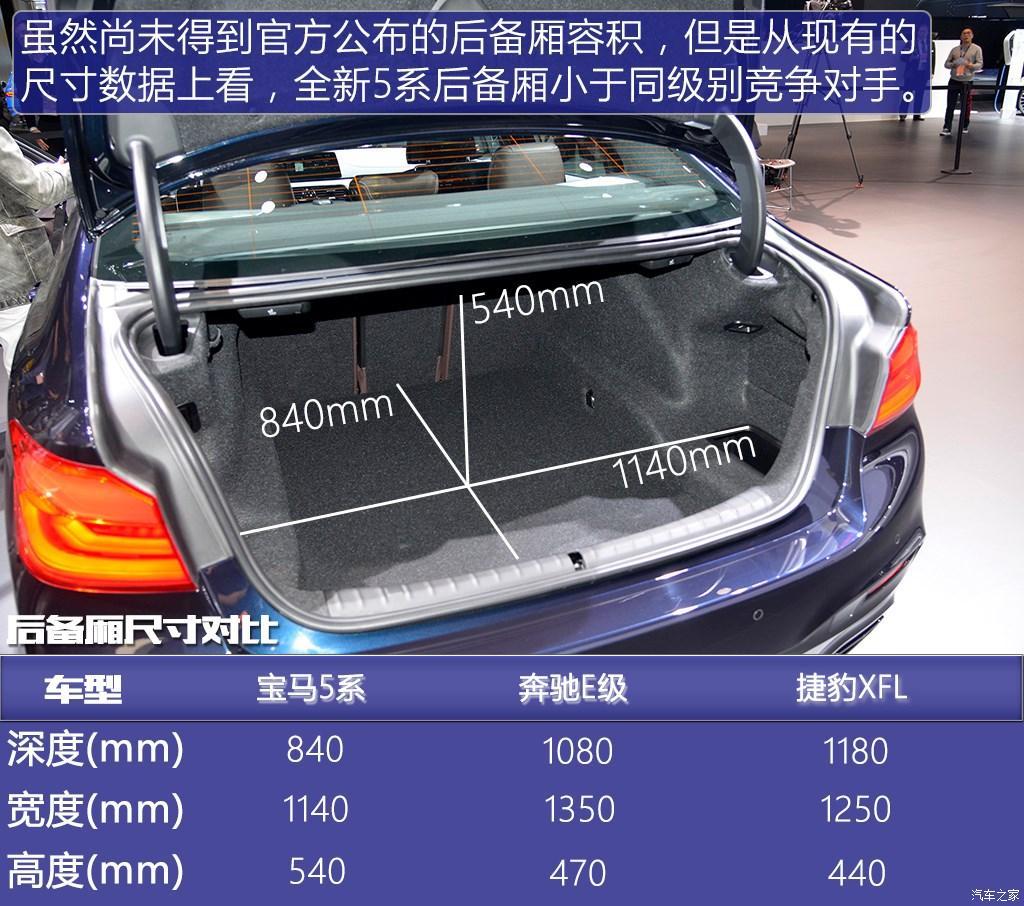 虽然尚未得到官方公布的后备厢容积，但是从现有的
尺寸数据上看，全新5系后备厢小于同级别竞争对手。
540mm
840mm
1140mm
后备厢尺寸对比
车型 宝马5系 奔驰E级 捷豹XFL
深度(mm) 840 1080 1180
宽度(mm) 1140 1350 1250
高度(mm) 540 470 440
汽车之家